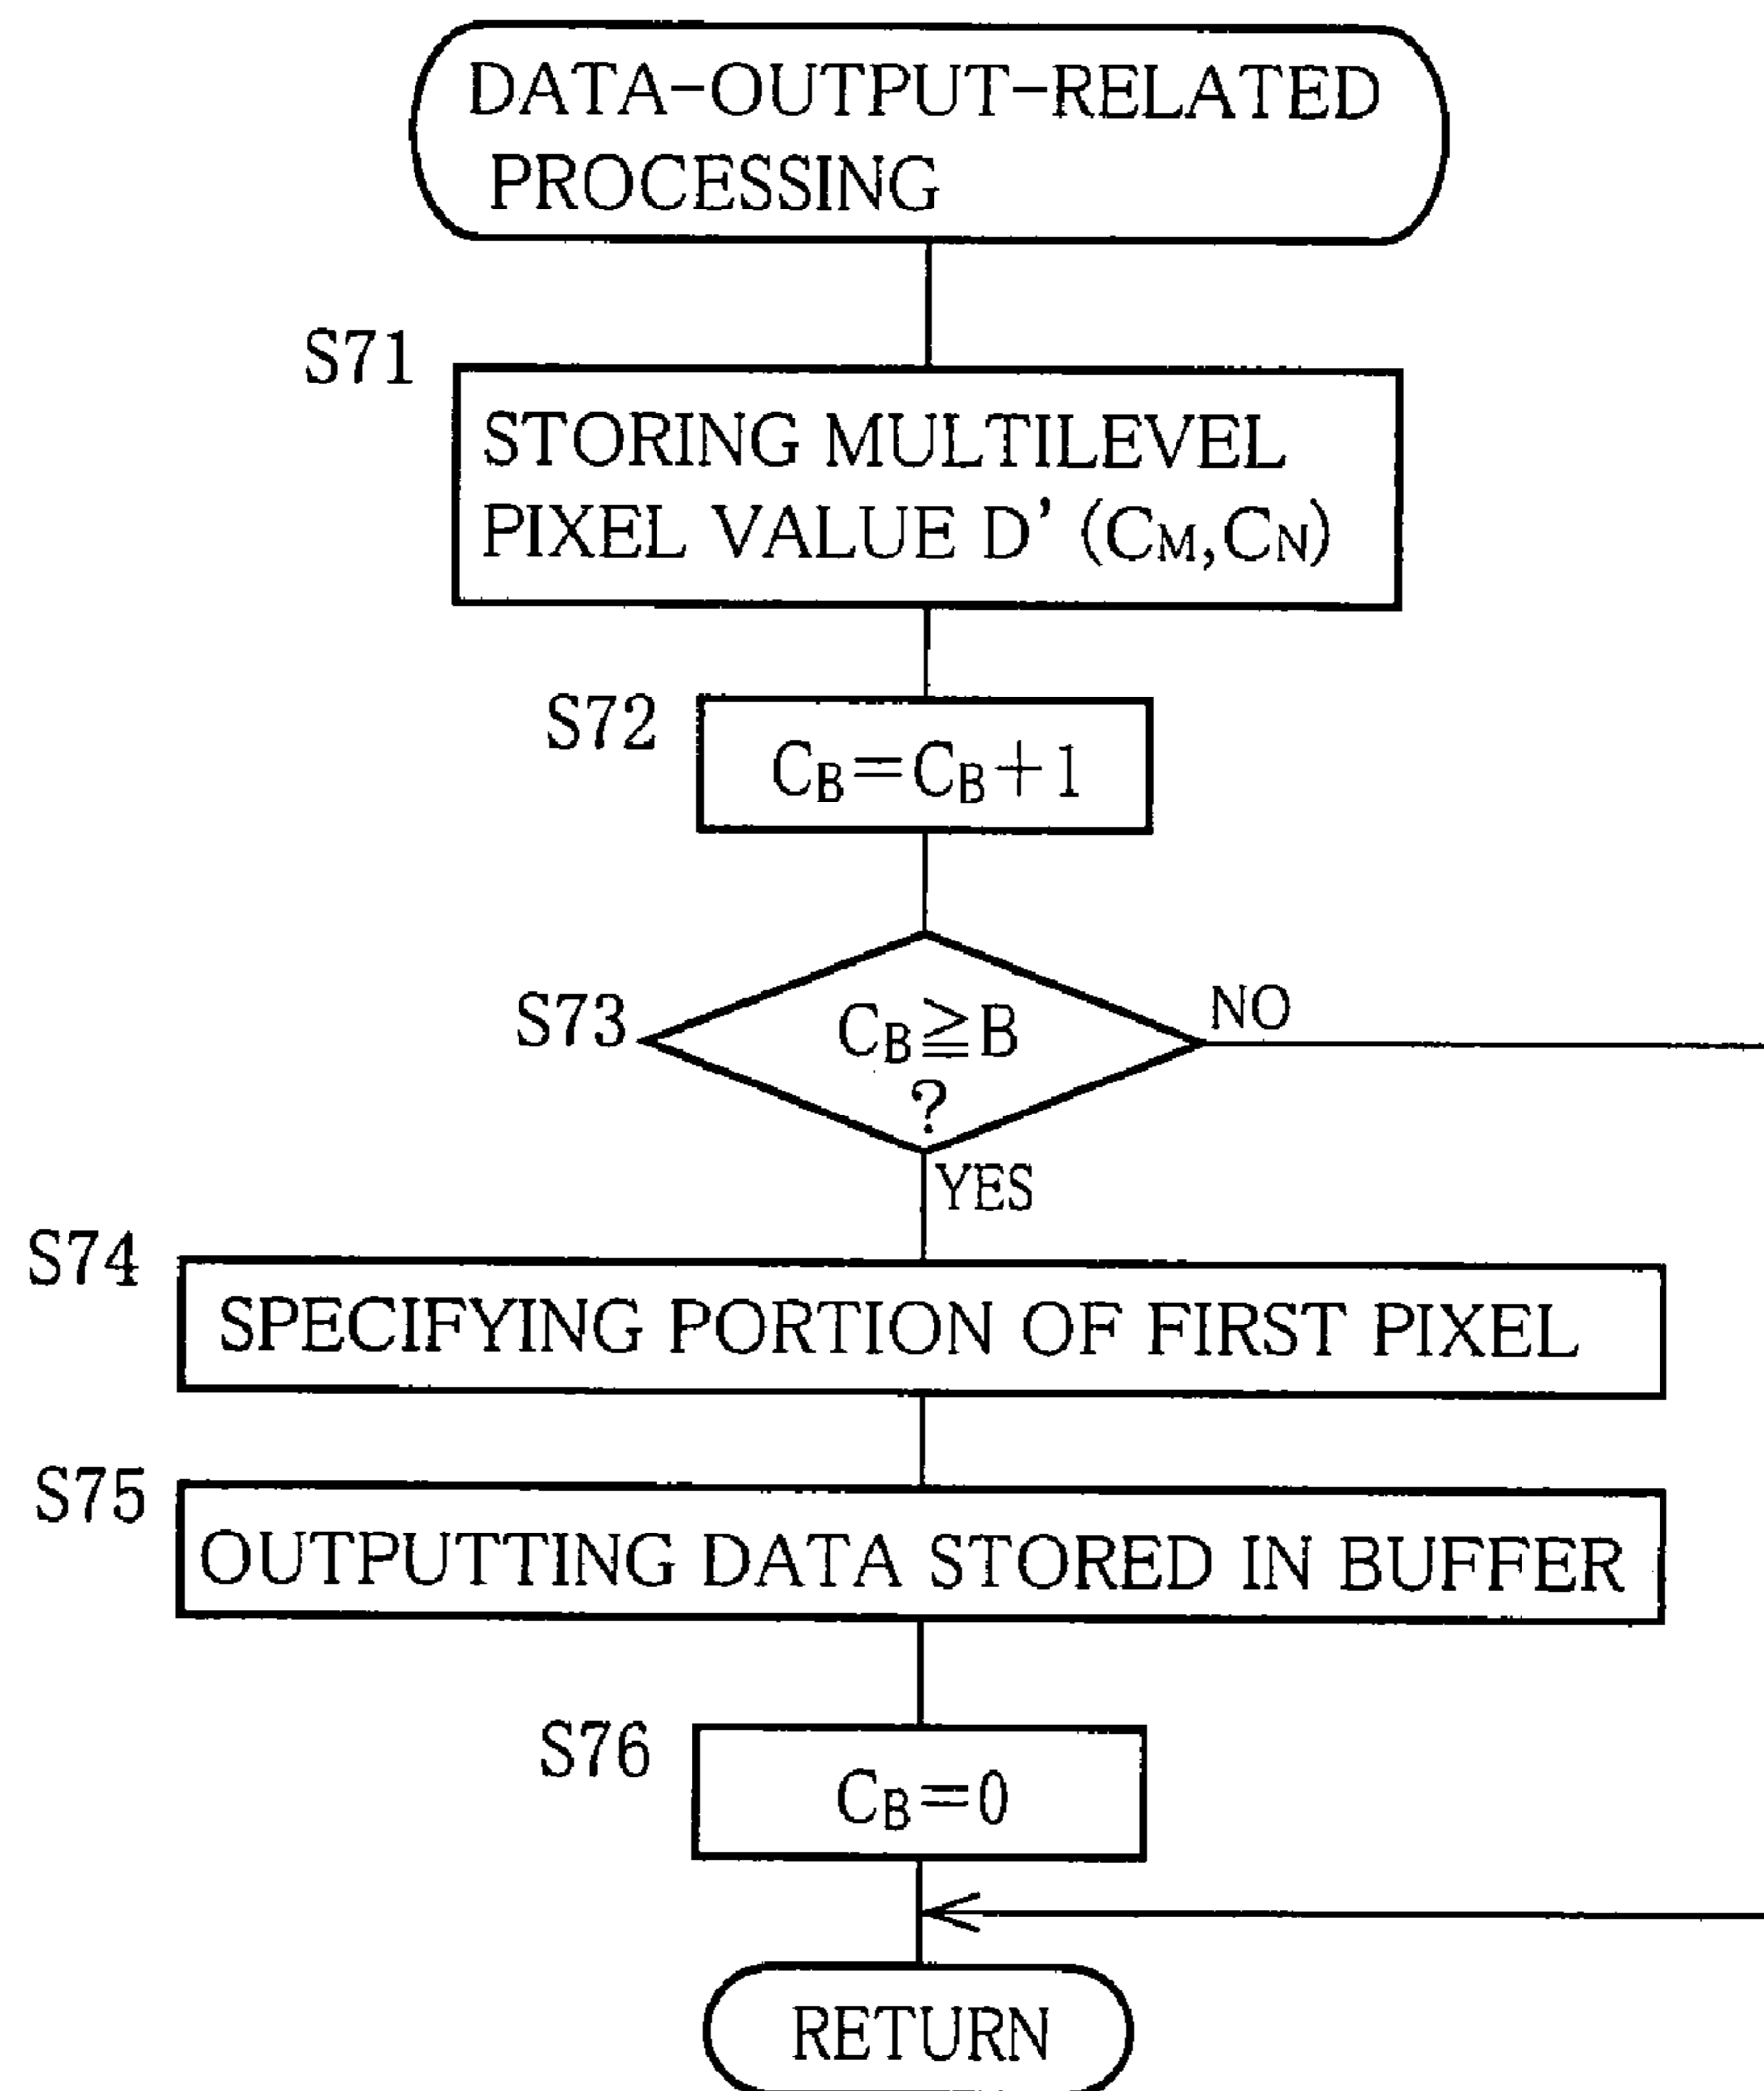 DATA-OUTPUT-RELATED
PROCESSING
S71
STORING MULTILEVEL
PIXEL VALUE D' (CM,CN)
S72
CB=CB+1
S73
CB≧B
?
NO
YES
S74
SPECIFYING PORTION OF FIRST PIXEL
S75
OUTPUTTING DATA STORED IN BUFFER
S76
CB=0
RETURN